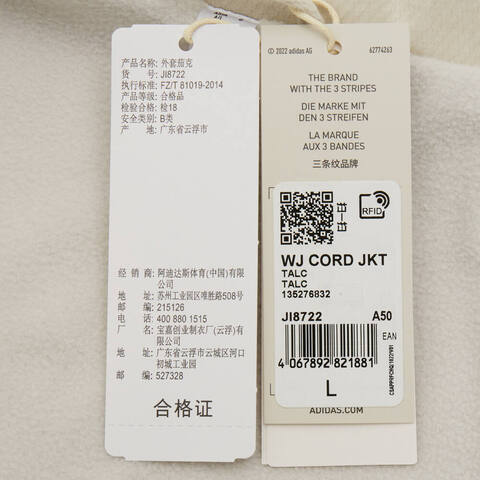 产品名称: 外套茄克
货 号: JI8722
执行标准: FZ/T 81019-2014
产品等级: 合格品
检验合格: 检18
安全类别: B类
产 地: 广东省云浮市
经 销 商: 阿迪达斯体育(中国)有限
公司
地 址: 苏州工业园区唯胜路508号
邮 编: 215126
电 话: 400 880 1515
厂 名: 宝嘉创业制衣厂(云浮)有
限公司
地 址: 广东省云浮市云城区河口
初城工业园
邮 编: 527328
合格证
© 2022 adidas AG 62774263
THE BRAND
WITH THE 3 STRIPES
DIE MARKE MIT
DEN 3 STREIFEN
LA MARQUE
AUX 3 BANDES
三条纹品牌
RFID
WJ CORD JKT
TALC
TALC
135276832
JI8722 A50
EAN
4 067892 821881
L
ADIDAS.COM